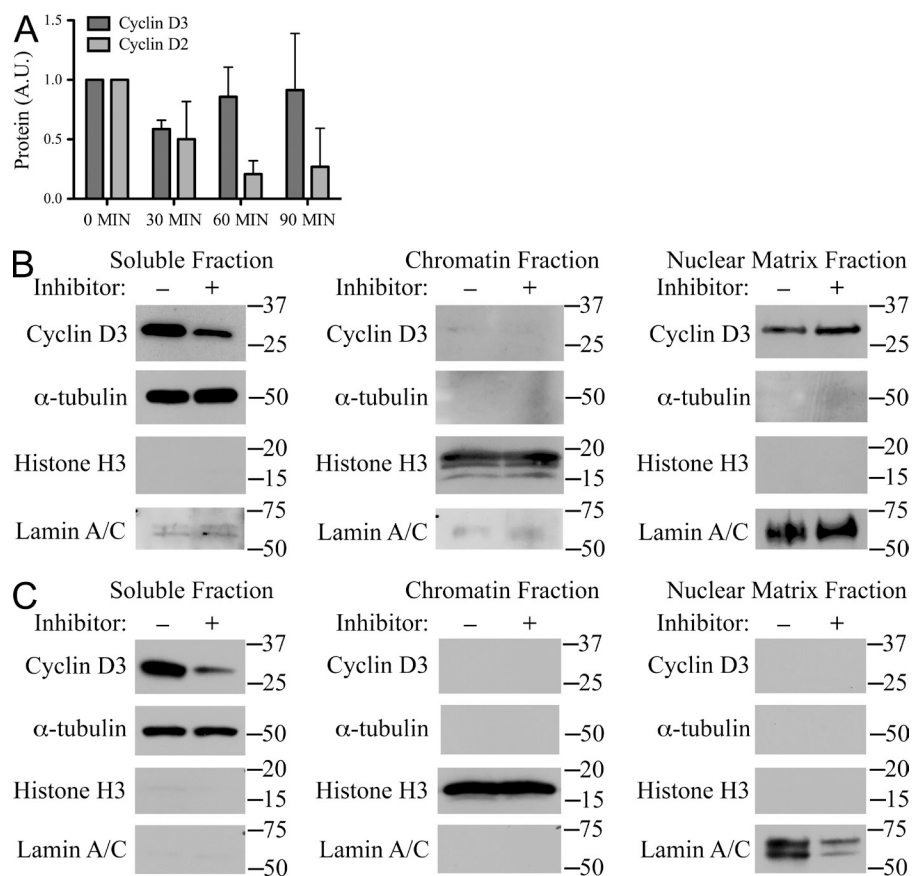 A
Cyclin D3
Cyclin D2
Protein (A.U.)
1.5
1.0
0.5
0.0
0 MIN 30 MIN 60 MIN 90 MIN
B
Soluble Fraction Chromatin Fraction Nuclear Matrix Fraction
Inhibitor: – + Inhibitor: – + Inhibitor: – +
Cyclin D3 –37 –25 Cyclin D3 –37 –25 Cyclin D3 –37 –25
α-tubulin –50 α-tubulin –50 α-tubulin –50
Histone H3 –20 –15 Histone H3 –20 –15 Histone H3 –20 –15
Lamin A/C –75 –50 Lamin A/C –75 –50 Lamin A/C –75 –50
C
Soluble Fraction Chromatin Fraction Nuclear Matrix Fraction
Inhibitor: – + Inhibitor: – + Inhibitor: – +
Cyclin D3 –37 –25 Cyclin D3 –37 –25 Cyclin D3 –37 –25
α-tubulin –50 α-tubulin –50 α-tubulin –50
Histone H3 –20 –15 Histone H3 –20 –15 Histone H3 –20 –15
Lamin A/C –75 –50 Lamin A/C –75 –50 Lamin A/C –75 –50